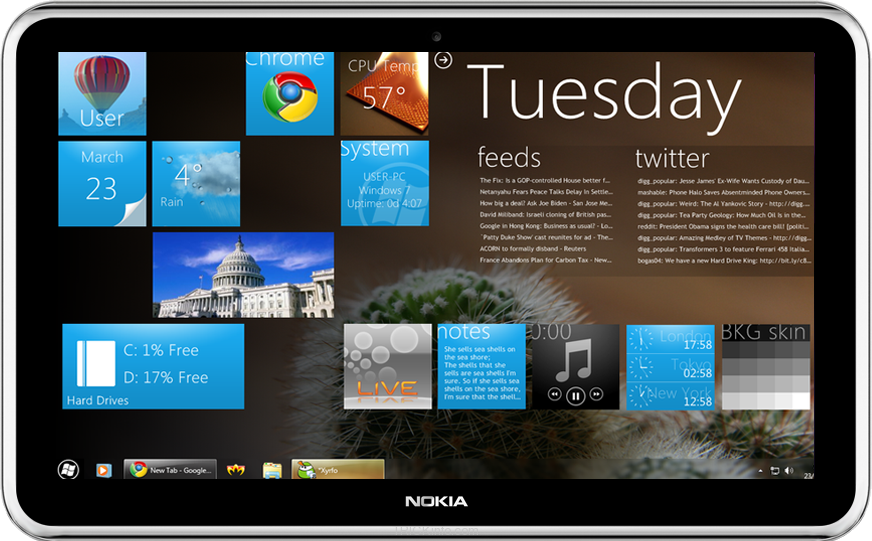 Chrome
CPU Temp
57°
User
Tuesday
March
23
4°
Rain
System
USER-PC
Windows 7
Uptime: 0d 4:07
feeds
The Fix: Is a GOP-controlled House better f...
Netanyahu Fears Peace Talks Delay In Settle...
How big a deal? Ask Joe Biden - San Jose Me...
David Miliband: Israeli cloning of British pas...
Google in Hong Kong: Business as usual? - Lo...
`Patty Duke Show' cast reunites for ad - The...
ACORN to formally disband - Reuters
France Abandons Plan for Carbon Tax - New...
twitter
digg_popular: Jesse James' Ex-Wife Wants Custody of Dau...
mashable: Phone Halo Saves Absentminded Phone Owners...
digg_popular: Weird: The Al Yankovic Story - http://digg....
digg_popular: Tea Party Geology: How Much Oil Is in the...
reddit: President Obama signs the health care bill! [politi...
digg_popular: Amazing Medley of TV Themes - http://digg....
digg_popular: Transformers 3 to feature Ferrari 458 Italia...
bogas04: We have a new Hard Drive King: http://bit.ly/c8...
C: 1% Free
D: 17% Free
Hard Drives
LIVE
notes
She sells sea shells on
the sea shore;
The shells that she
sells are sea shells I'm
sure. So if she sells sea
shells on the sea shore,
I'm sure that the shell...
0:00
London
17:58
Tokyo
02:58
New York
12:58
BKG skin
New Tab - Google...
*Xyrfo
23/
NOKIA